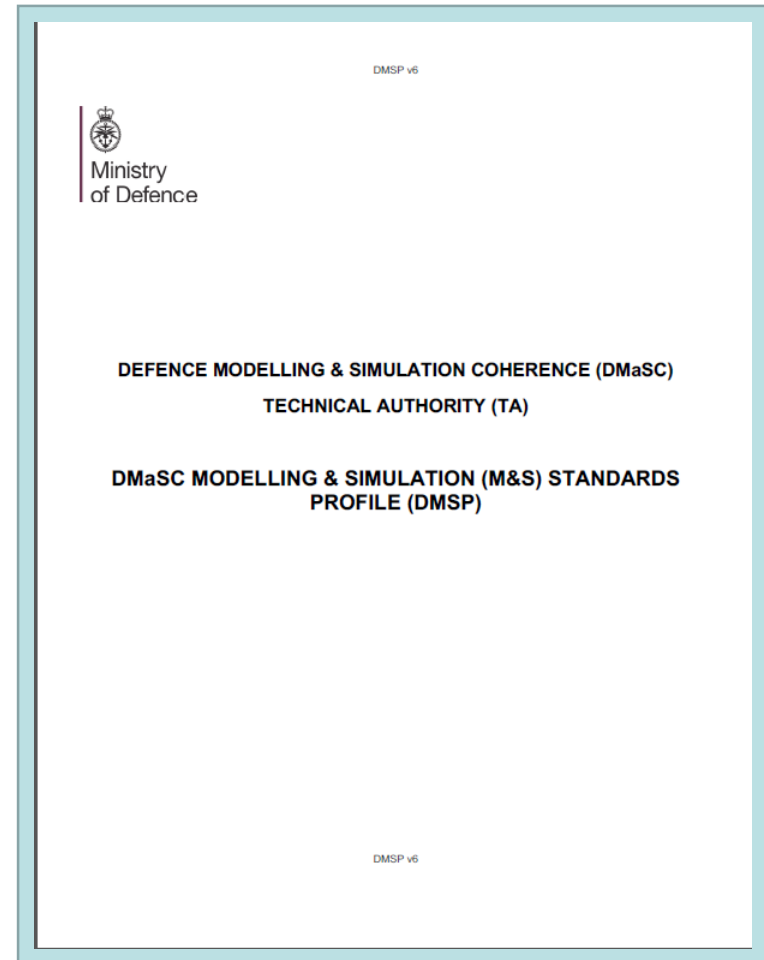 DMSP v6
Ministry
of Defence
DEFENCE MODELLING & SIMULATION COHERENCE (DMaSC)
TECHNICAL AUTHORITY (TA)
DMaSC MODELLING & SIMULATION (M&S) STANDARDS
PROFILE (DMSP)
DMSP v6